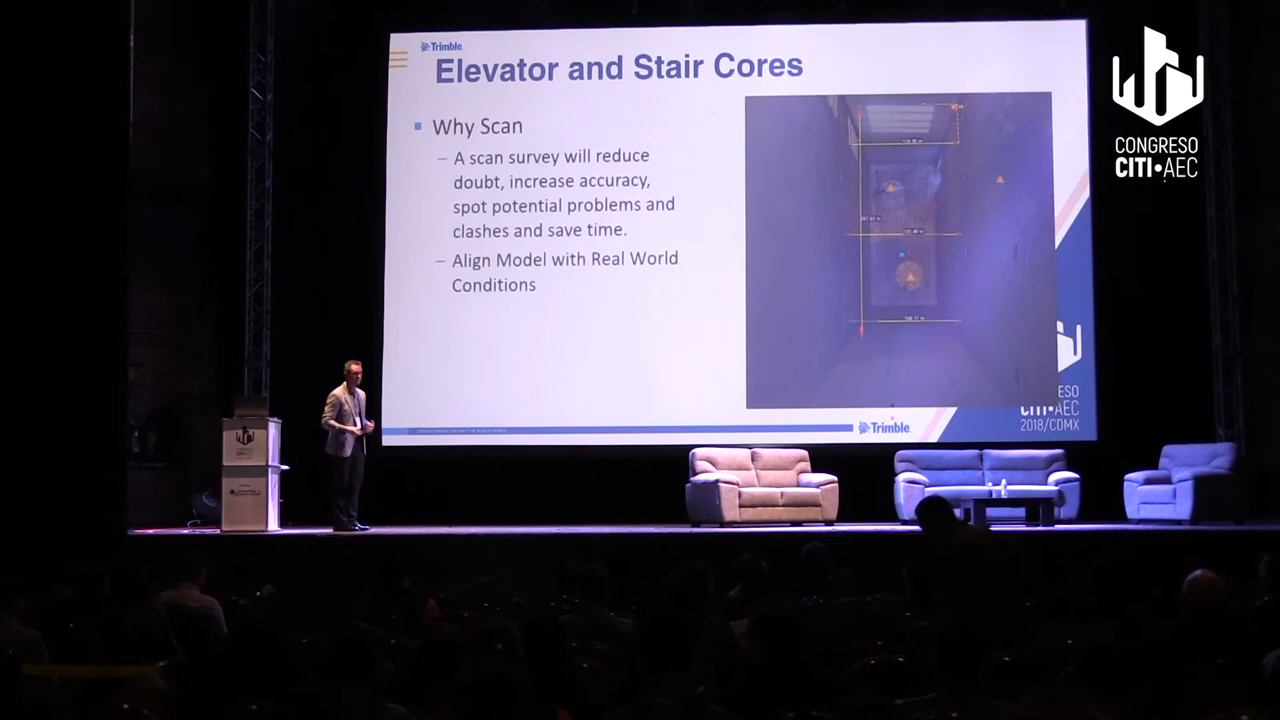 Trimble
Elevator and Stair Cores
Why Scan
– A scan survey will reduce
doubt, increase accuracy,
spot potential problems and
clashes and save time.
– Align Model with Real World
Conditions
Trimble
ESO
CITI•AEC
2018/CDMX
CONGRESO
CITI•AEC